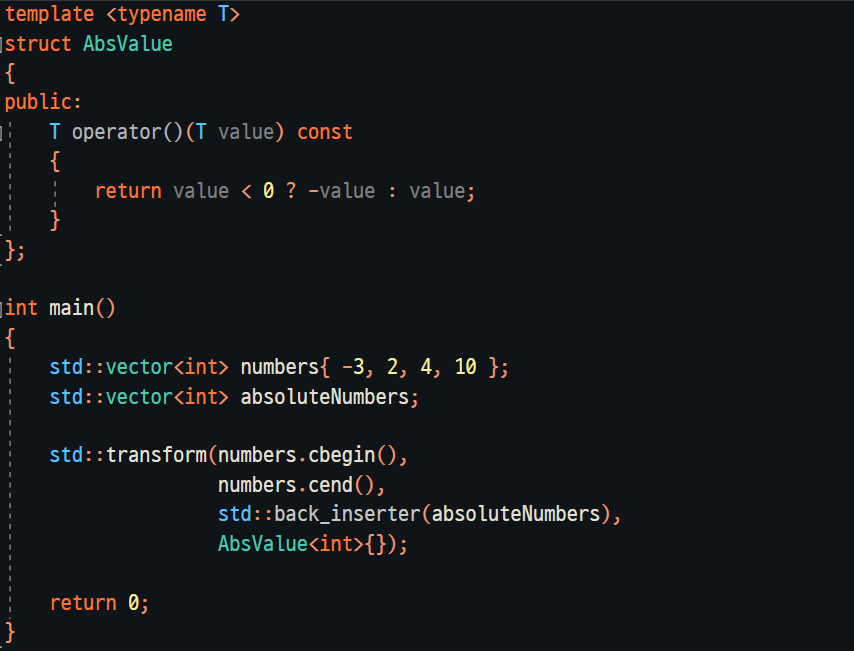 template <typename T>
struct AbsValue
{
public:
    T operator()(T value) const
    {
        return value < 0 ? -value : value;
    }
};

int main()
{
    std::vector<int> numbers{ -3, 2, 4, 10 };
    std::vector<int> absoluteNumbers;

    std::transform(numbers.cbegin(),
                   numbers.cend(),
                   std::back_inserter(absoluteNumbers),
                   AbsValue<int>{});

    return 0;
}